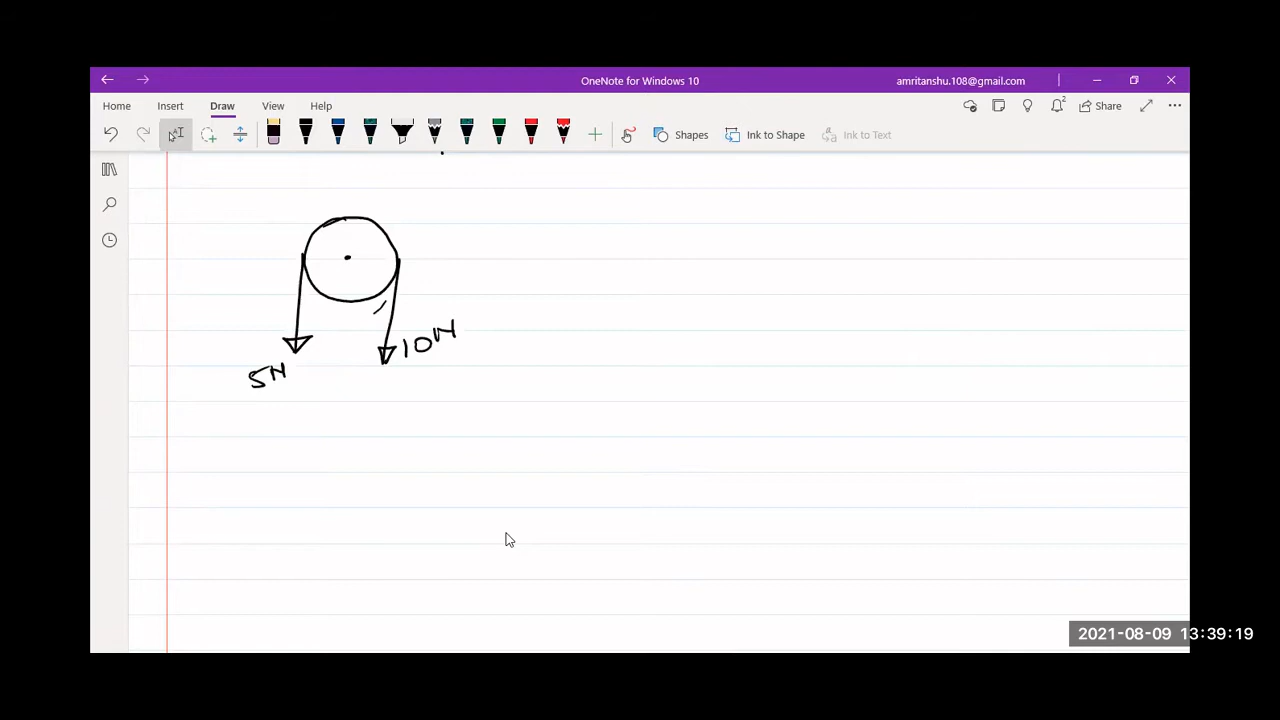 OneNote for Windows 10
amritanshu.108@gmail.com
Home Insert Draw View Help
2
Share
Shapes
Ink to Shape
Ink to Text
10N
5N
2021-08-09 13:39:19